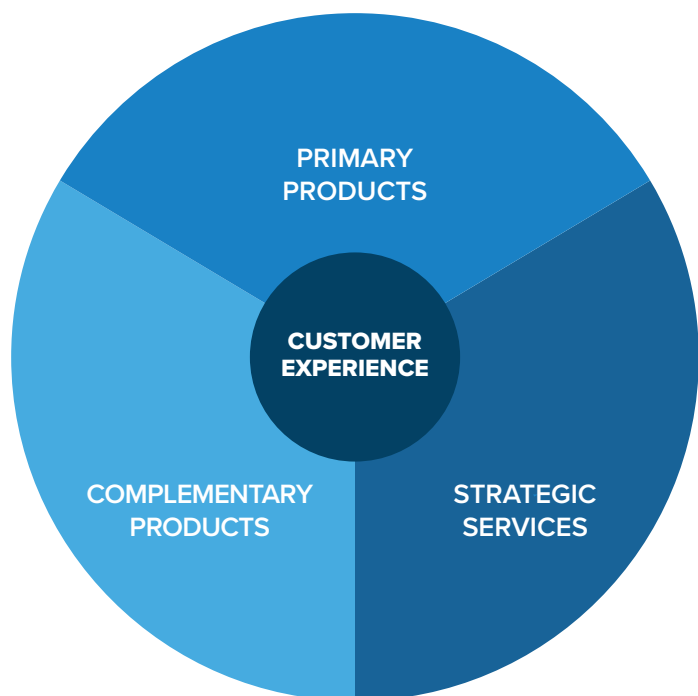 PRIMARY
PRODUCTS
CUSTOMER
EXPERIENCE
COMPLEMENTARY
PRODUCTS
STRATEGIC
SERVICES